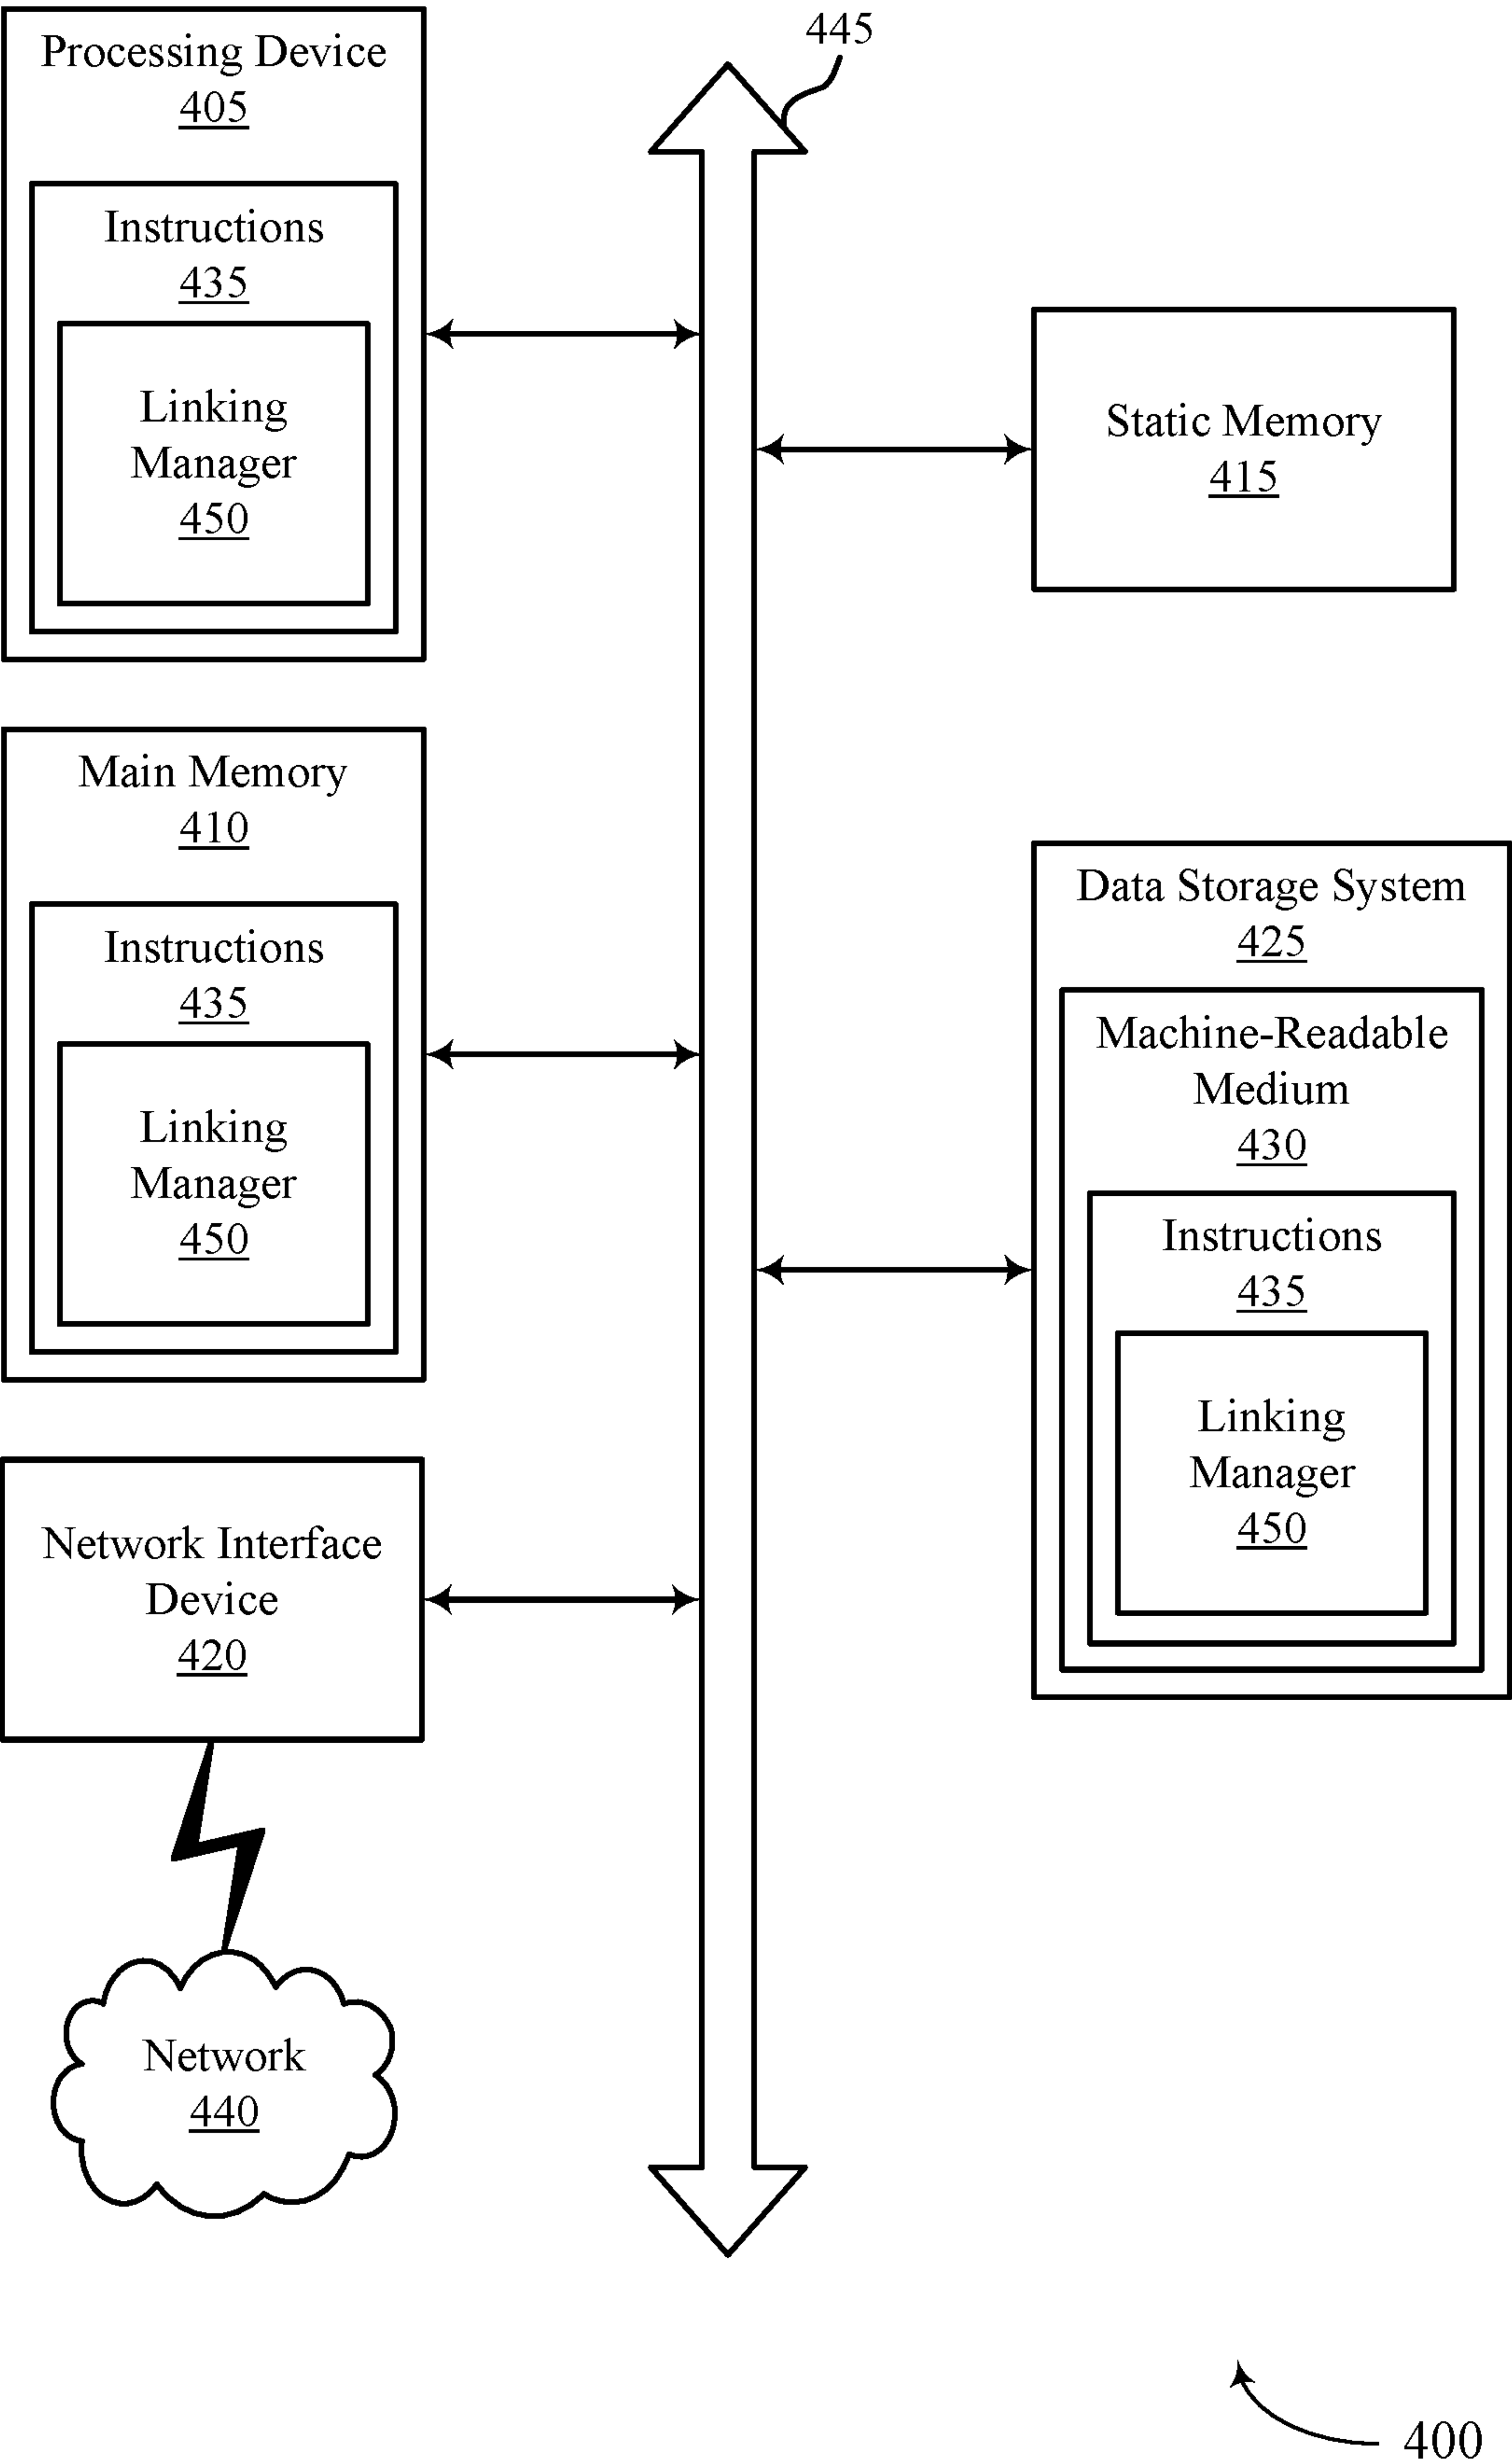 445
Processing Device
405
Instructions
435
Linking
Manager
450
Static Memory
415
Main Memory
410
Instructions
435
Linking
Manager
450
Data Storage System
425
Machine-Readable
Medium
430
Instructions
435
Linking
Manager
450
Network Interface
Device
420
Network
440
400